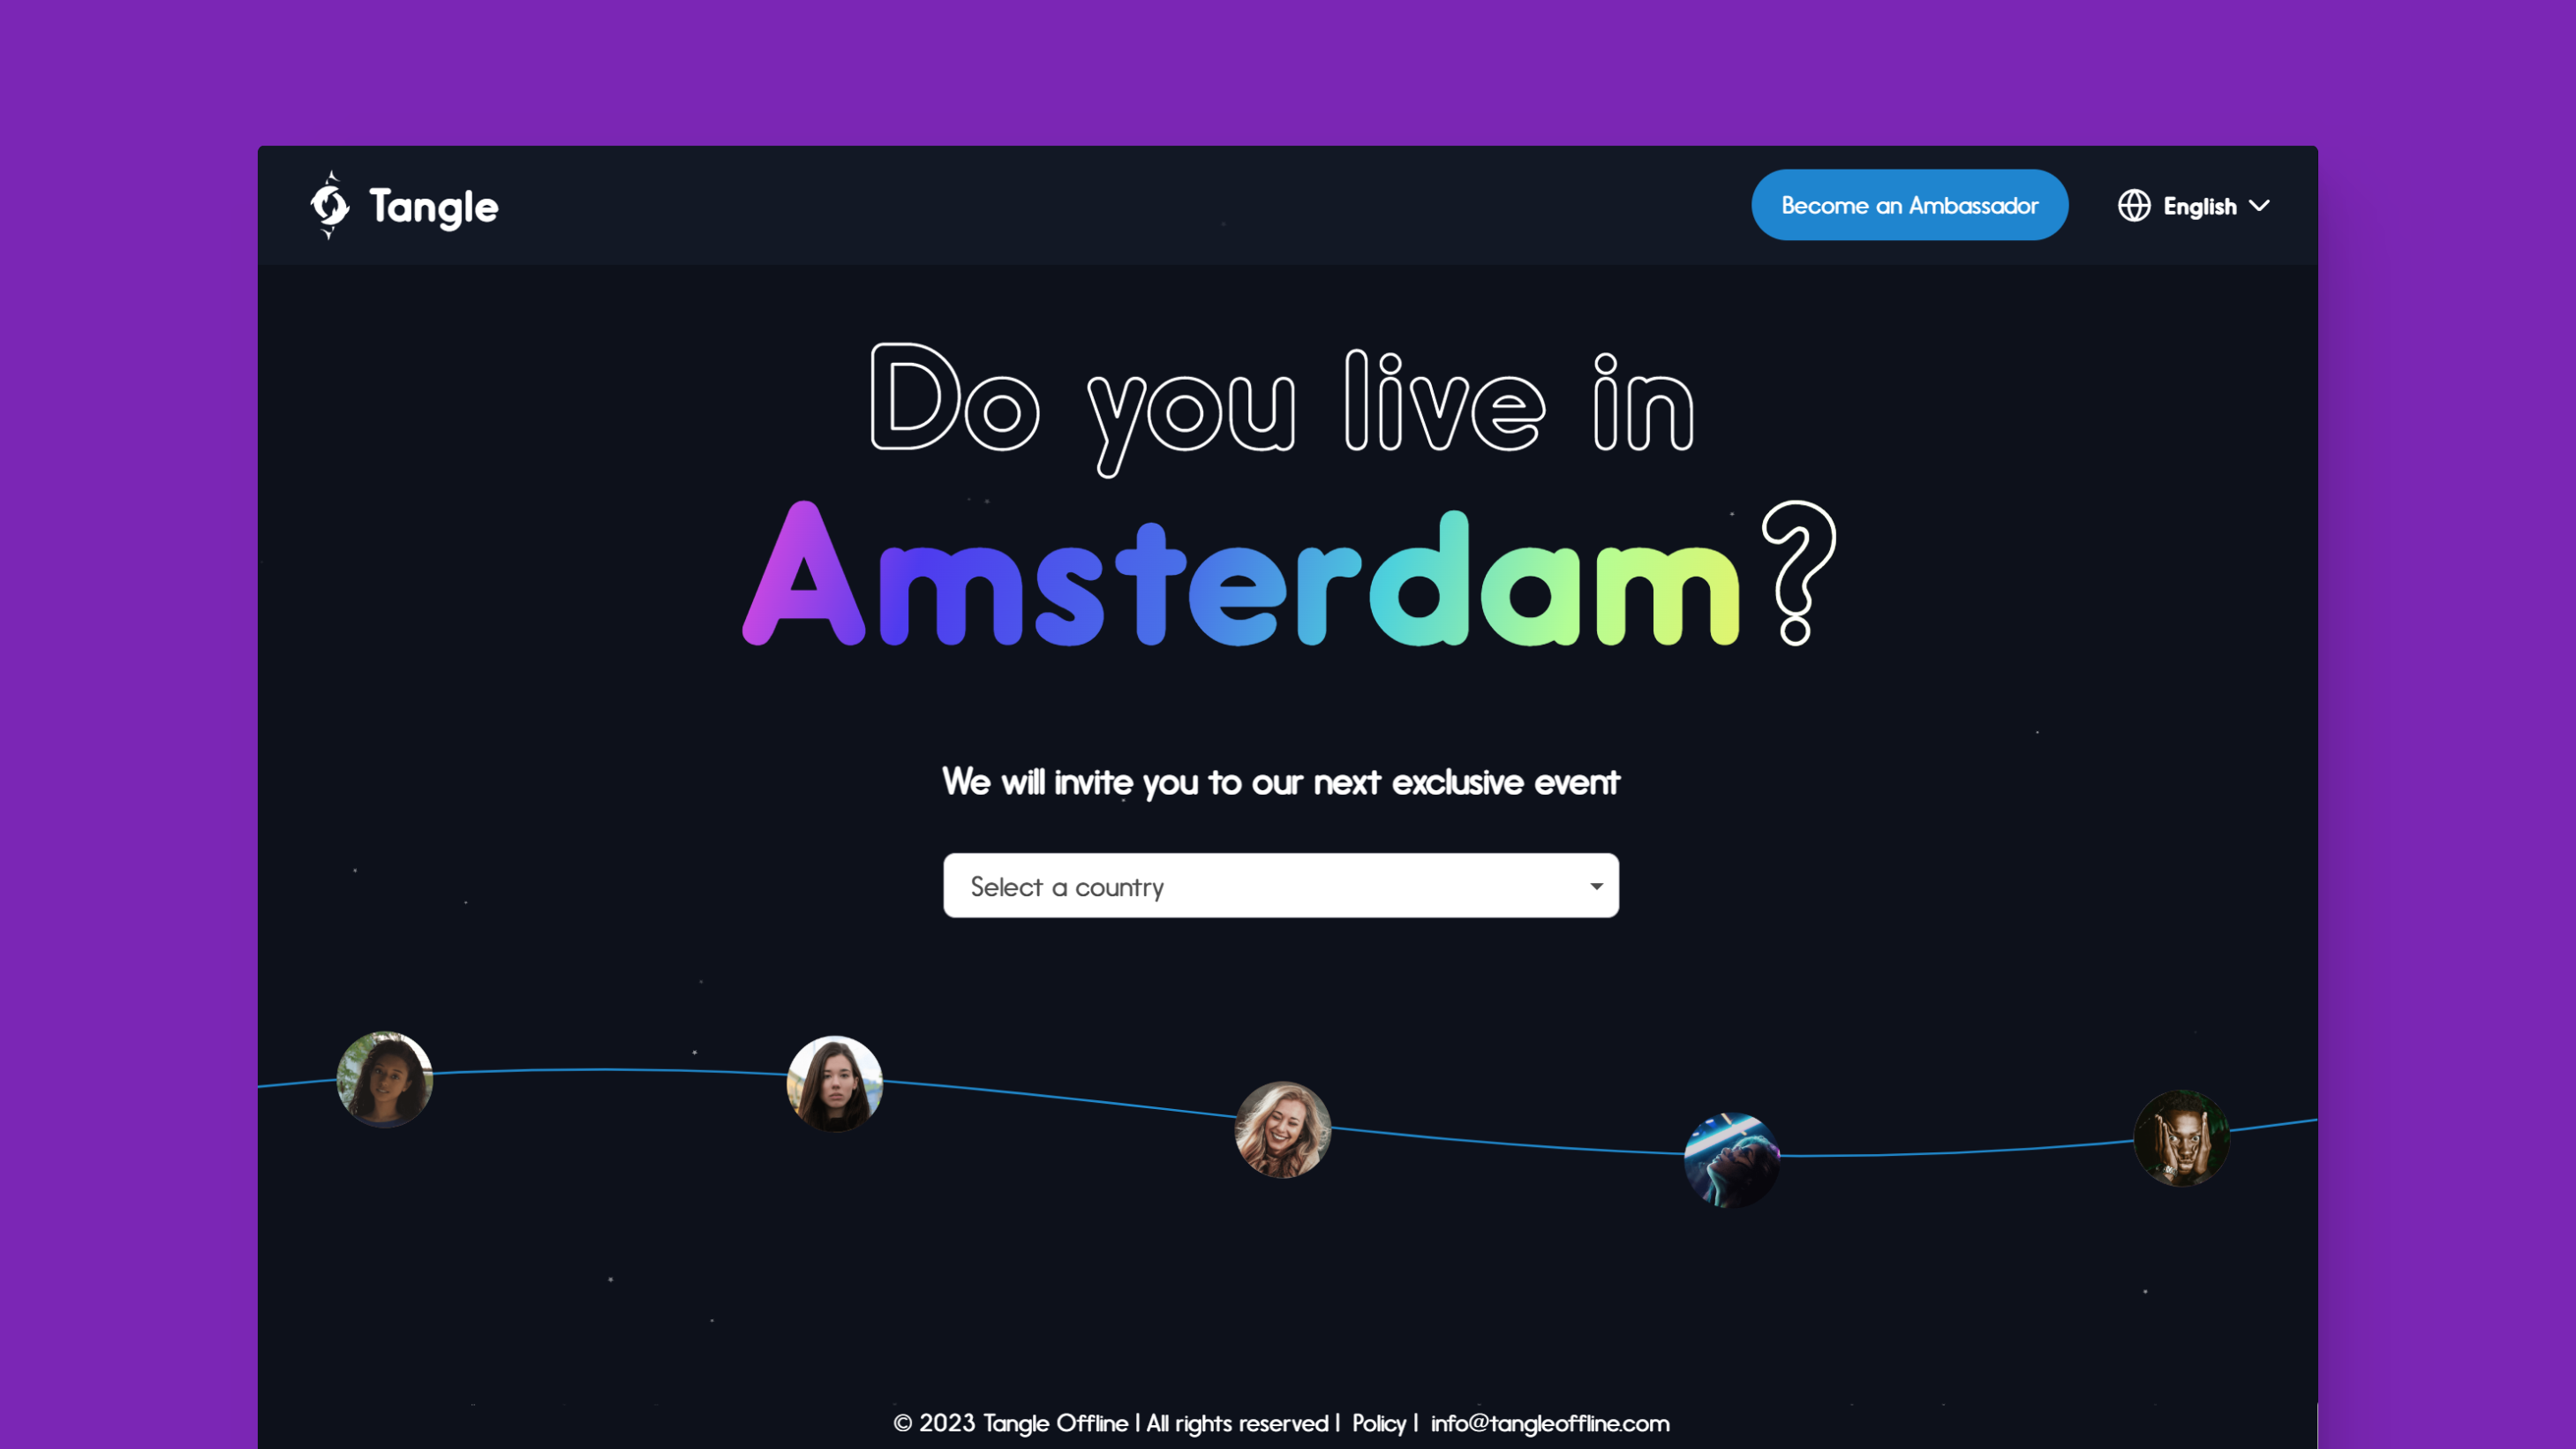 Tangle
Become an Ambassador
English
Do you live in
Amsterdam?
We will invite you to our next exclusive event
Select a country
© 2023 Tangle Offline | All rights reserved | Policy | info@tangleoffline.com